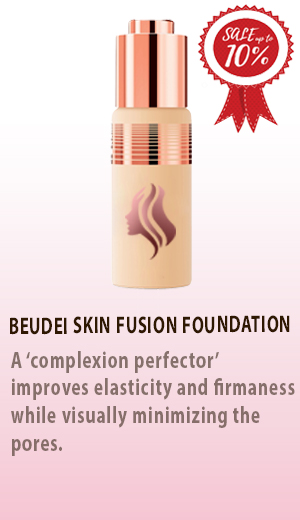 SALE up to
10%
BEUDEI SKIN FUSION FOUNDATION
A ‘complexion perfector’
improves elasticity and firmaness
while visually minimizing the
pores.